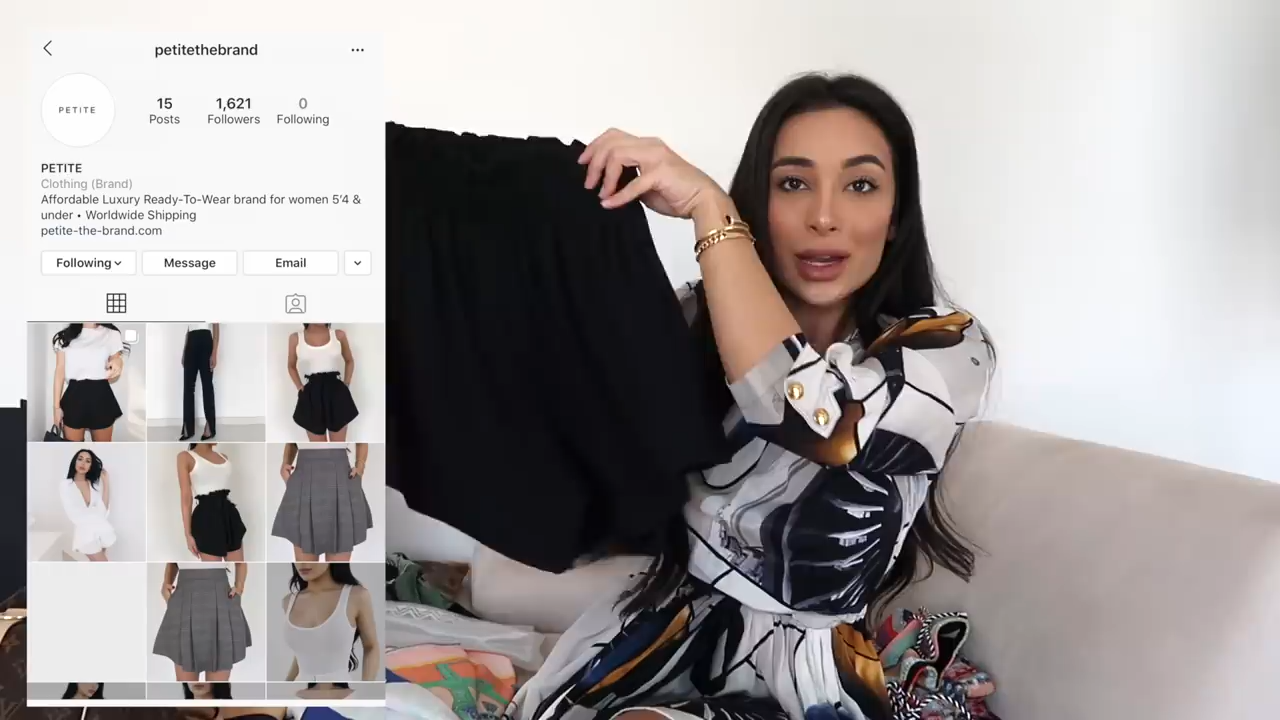 petitethebrand
PETITE
15
1,621
0
Posts
Followers
Following
PETITE
Clothing (Brand)
Affordable Luxury Ready-To-Wear brand for women 5'4 &
under • Worldwide Shipping
petite-the-brand.com
Following
Message
Email